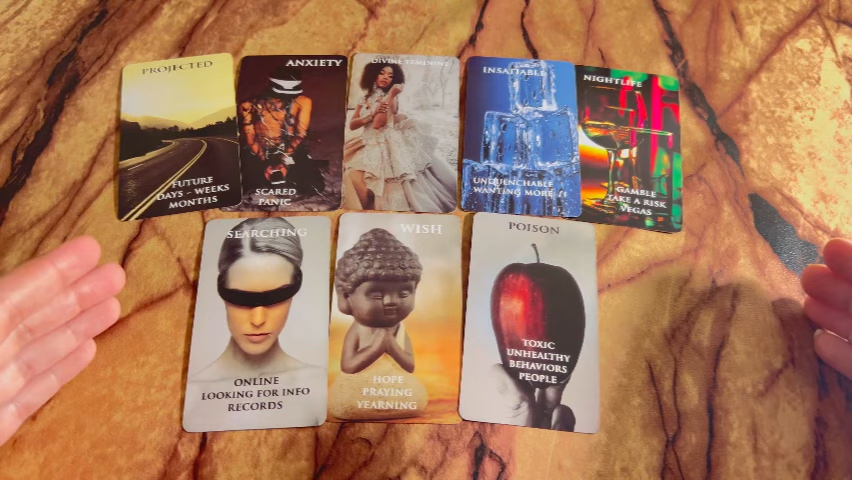 PROJECTED
FUTURE
DAYS - WEEKS
MONTHS
ANXIETY
SCARED
PANIC
DIVINE FEMININE
INSATIABLE
UNQUENCHABLE
WANTING MORE
NIGHTLIFE
GAMBLE
TAKE A RISK
VEGAS
SEARCHING
ONLINE
LOOKING FOR INFO
RECORDS
WISH
HOPE
PRAYING
YEARNING
POISON
TOXIC
UNHEALTHY
BEHAVIORS
PEOPLE